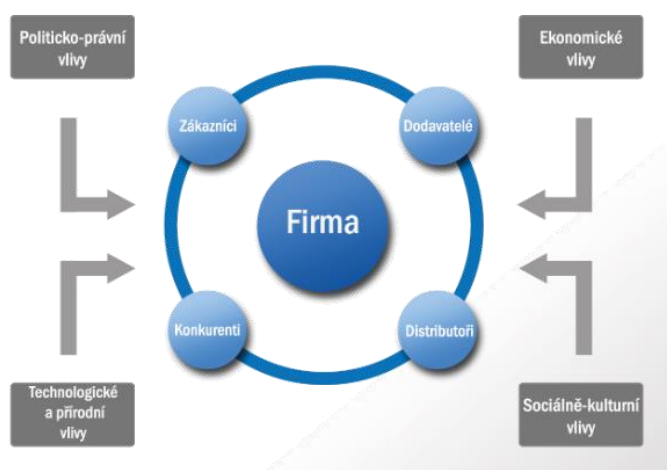 Politicko-právní
vlivy
Ekonomické
vlivy
Zákazníci
Dodavatelé
Firma
Konkurenti
Distributoři
Technologické
a přírodní
vlivy
Sociálně-kulturní
vlivy